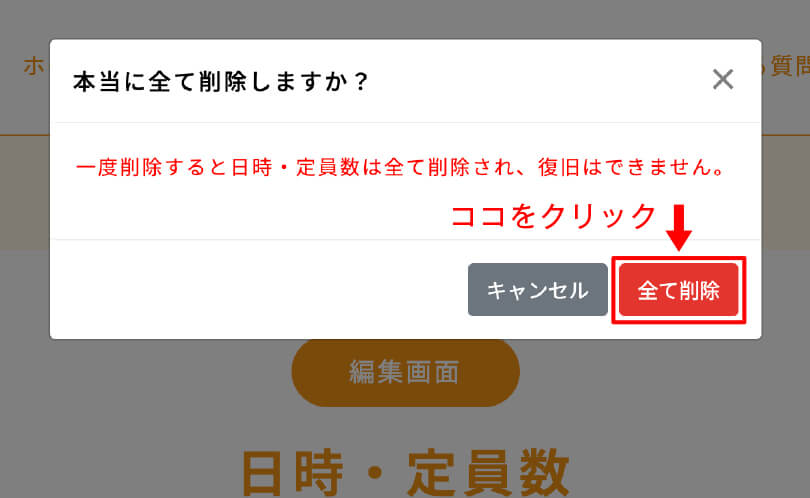 本当に全て削除しますか？
質問
一度削除すると日時・定員数は全て削除され、復旧はできません。
ココをクリック
キャンセル
全て削除
編集画面
日時・定員数